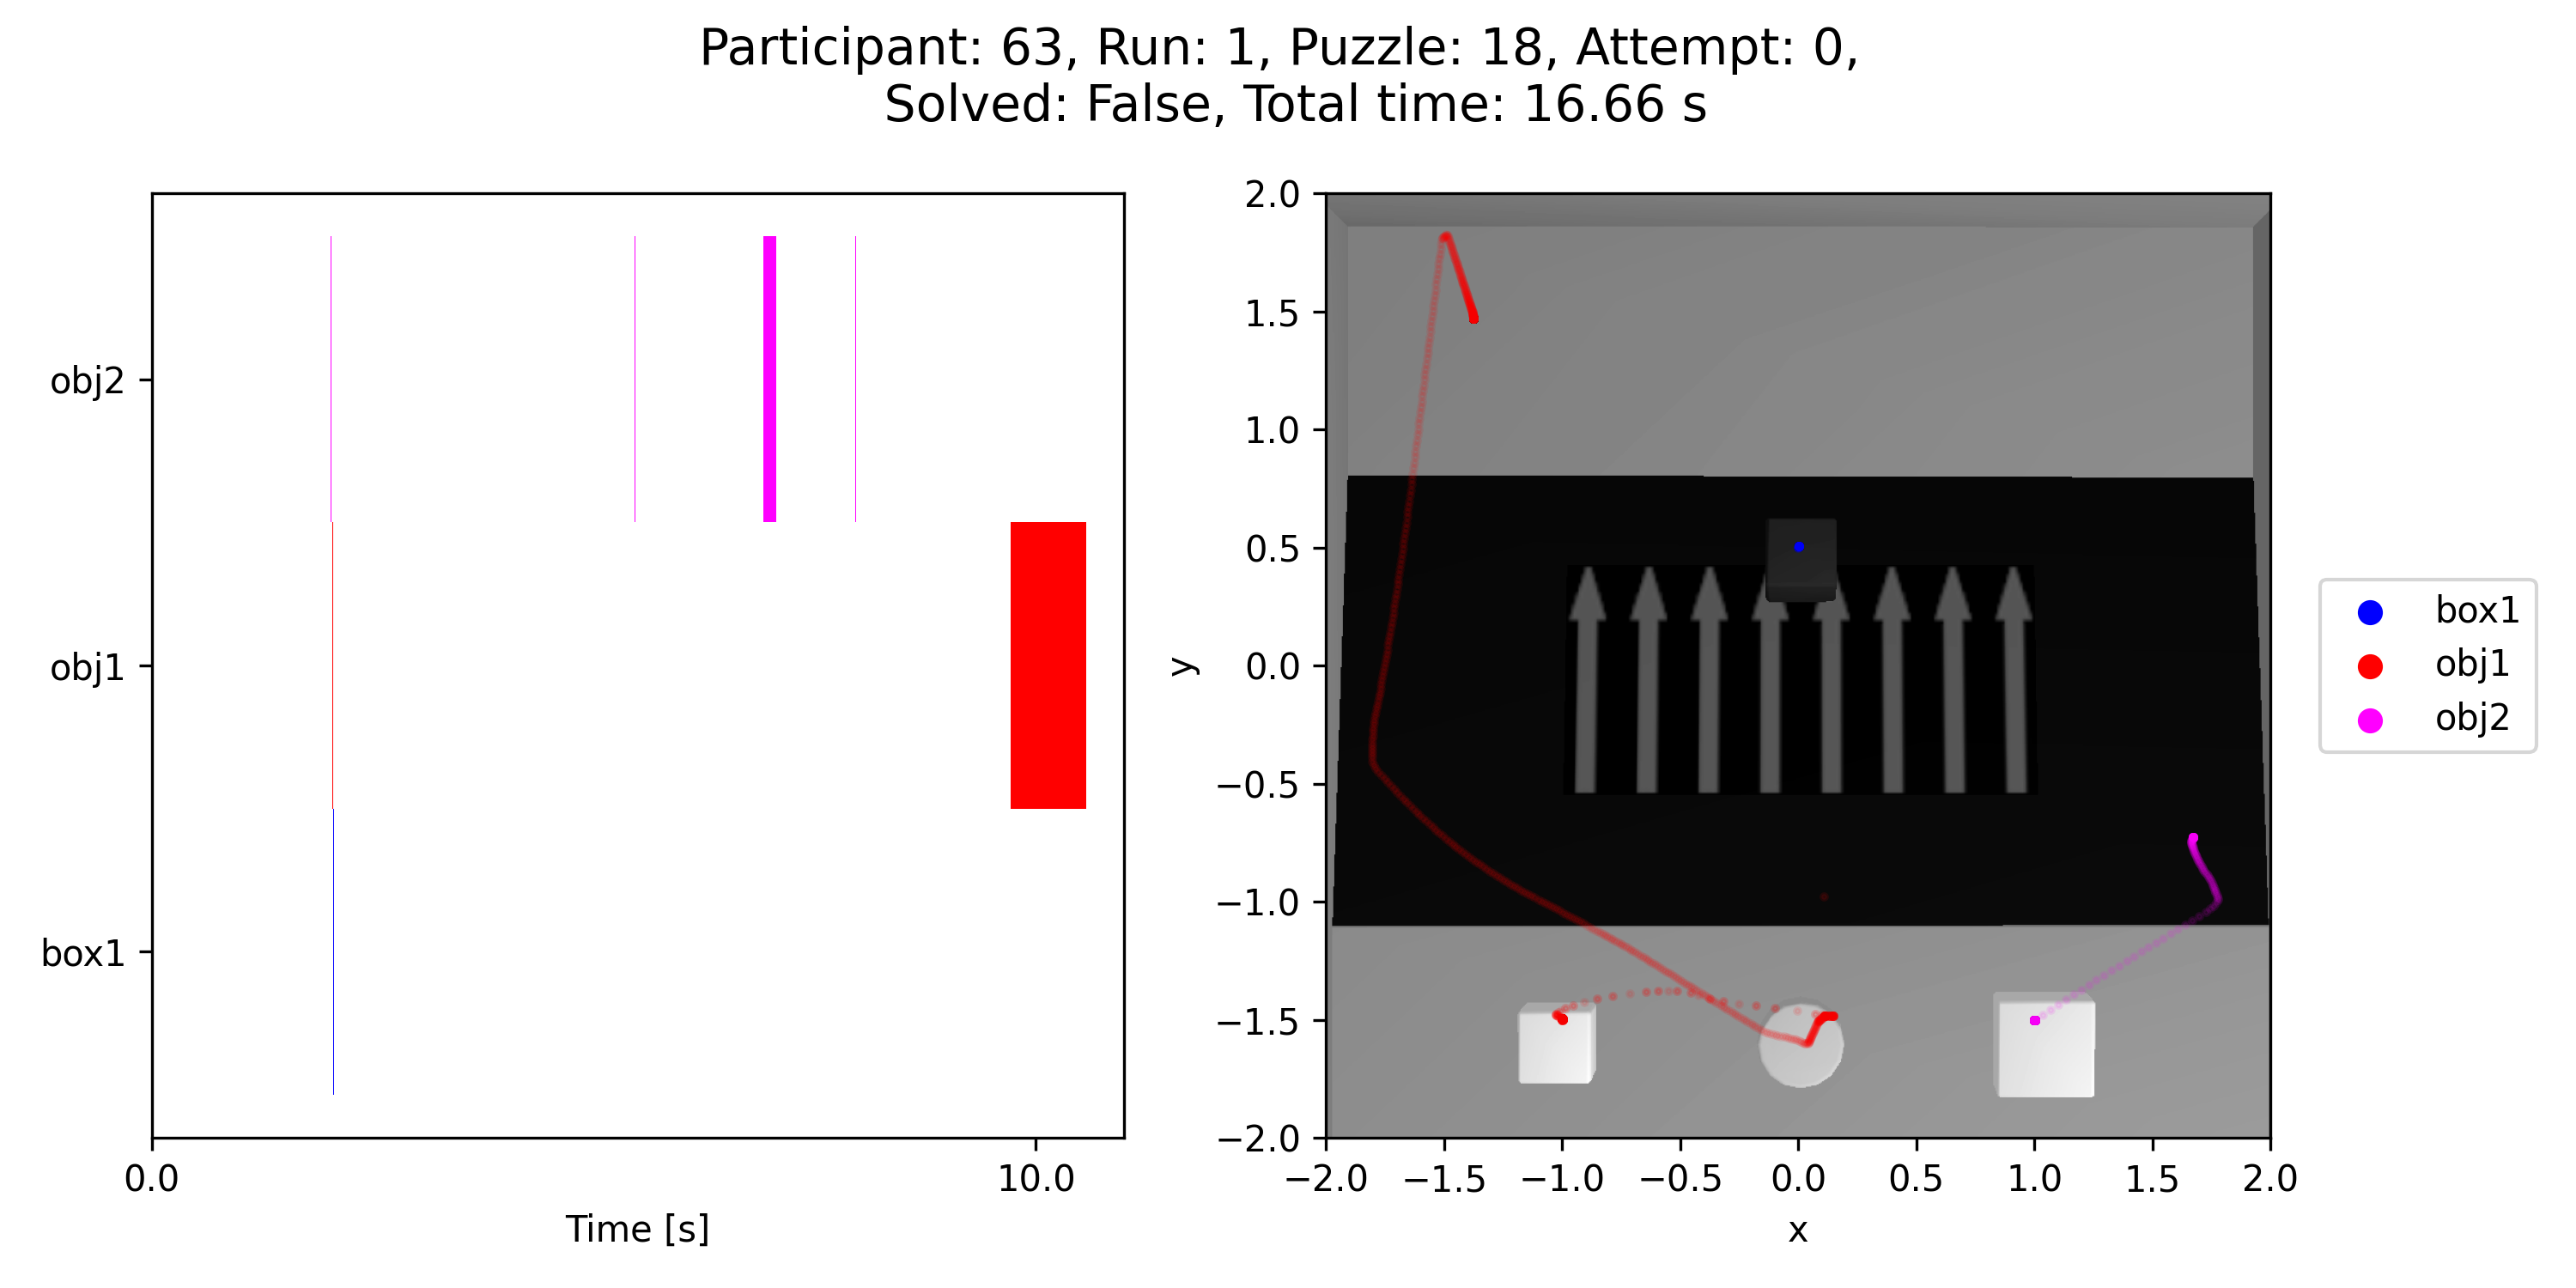 Participant: 63, Run: 1, Puzzle: 18, Attempt: 0,
Solved: False, Total time: 16.66 s
obj2
obj1
box1
0.0
10.0
Time [s]
2.0
1.5
1.0
0.5
0.0
−0.5
−1.0
−1.5
−2.0
y
−2.0
−1.5
−1.0
−0.5
0.0
0.5
1.0
1.5
2.0
x
box1
obj1
obj2